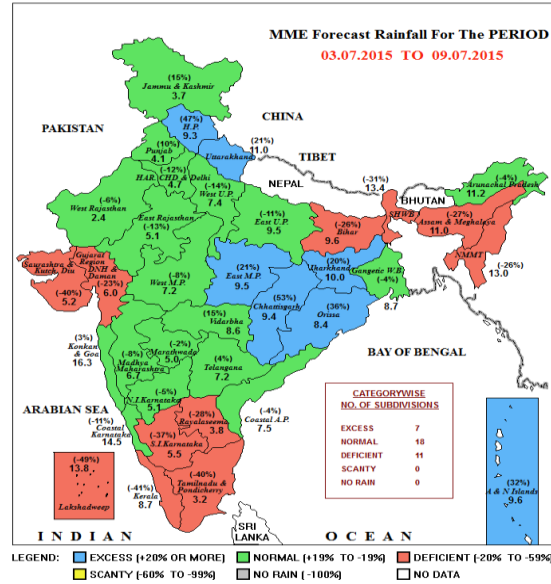 MME Forecast Rainfall For The PERIOD
03.07.2015 TO 09.07.2015
(15%)
Jammu & Kashmir
3.7
CHINA
(47%)
H.P.
9.3
PAKISTAN
(21%)
11.0
Uttarakhand
TIBET
(10%)
Punjab
4.1
(-12%)
HAR. CHD & Delhi
4.7
NEPAL
(-14%)
West U.P.
7.4
(-31%)
13.4
BHUTAN
(-4%)
Arunachal Pradesh
11.2
(-6%)
West Rajasthan
2.4
East Rajasthan
(-13%)
5.1
(-11%)
East U.P.
9.5
(-26%)
Bihar
9.6
SHWB
(-27%)
Assam & Meghalaya
11.0
NMMT
(-26%)
13.0
Gujarat
Region
DNH &
Daman
(-23%)
6.0
Saurashtra &
Kutch, Diu
(-40%)
5.2
(-8%)
West M.P.
7.2
(21%)
East M.P.
9.5
(20%)
Jharkhand
10.0
Gangetic W.B.
(-4%)
8.7
(53%)
Chhattisgarh
9.4
(36%)
Orissa
8.4
(15%)
Vidarbha
8.6
(3%)
Konkan
& Goa
16.3
(-2%)
Marathwada
5.0
(-8%)
Madhya
Maharashtra
6.7
(4%)
Telangana
7.2
BAY OF BENGAL
(-5%)
N.I.Karnataka
5.1
ARABIAN SEA
(-11%)
Coastal
Karnataka
14.5
(-28%)
Rayalaseema
3.8
(-4%)
Coastal A.P.
7.5
(-37%)
S.I.Karnataka
5.5
(-40%)
Tamilnadu &
Pondicherry
3.2
(-41%)
Kerala
8.7
(-49%)
13.8
Lakshadweep
CATEGORYWISE
NO. OF SUBDIVISIONS
EXCESS 7
NORMAL 18
DEFICIENT 11
SCANTY 0
NO RAIN 0
(32%)
A & N Islands
9.6
SRI
LANKA
INDIAN OCEAN
LEGEND: EXCESS (+20% OR MORE) NORMAL (+19% TO -19%) DEFICIENT (-20% TO -59%)
SCANTY (-60% TO -99%) NO RAIN (-100%) NO DATA